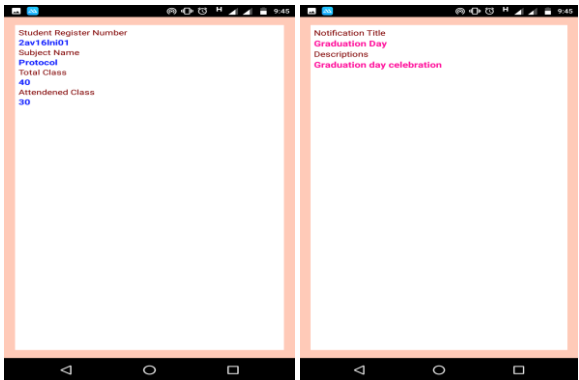 H 9:45
Student Register Number
2av16lni01
Subject Name
Protocol
Total Class
40
Attendened Class
30
H 9:45
Notification Title
Graduation Day
Descriptions
Graduation day celebration